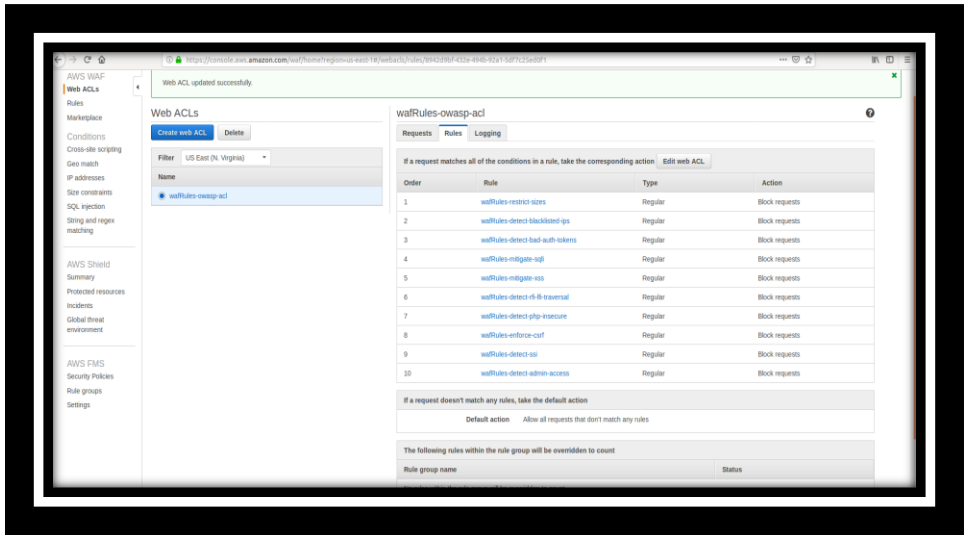 https://console.aws.amazon.com/waf/home?region=us-east-1#/webacls/rules/
AWS WAF
Web ACLs
Rules
Marketplace
Conditions
Cross-site scripting
Geo match
IP addresses
Size constraints
SQL injection
String and regex
matching
AWS Shield
Summary
Protected resources
Incidents
Global threat
environment
AWS FMS
Security Policies
Rule groups
Settings
Web ACL updated successfully.
Web ACLs
Create web ACL Delete
Filter US East (N. Virginia)
Name
wafRules-owasp-acl
wafRules-owasp-acl
Requests Rules Logging
If a request matches all of the conditions in a rule, take the corresponding action Edit web ACL
Order Rule Type Action
1 wafRules-restrict-sizes Regular Block requests
2 wafRules-detect-blacklisted-ips Regular Block requests
3 wafRules-detect-bad-auth-tokens Regular Block requests
4 wafRules-mitigate-sqli Regular Block requests
5 wafRules-mitigate-xss Regular Block requests
6 wafRules-detect-rfi-lfi-traversal Regular Block requests
7 wafRules-detect-php-insecure Regular Block requests
8 wafRules-enforce-csrf Regular Block requests
9 wafRules-detect-ssi Regular Block requests
10 wafRules-detect-admin-access Regular Block requests
If a request doesn't match any rules, take the default action
Default action Allow all requests that don't match any rules
The following rules within the rule group will be overridden to count
Rule group name Status